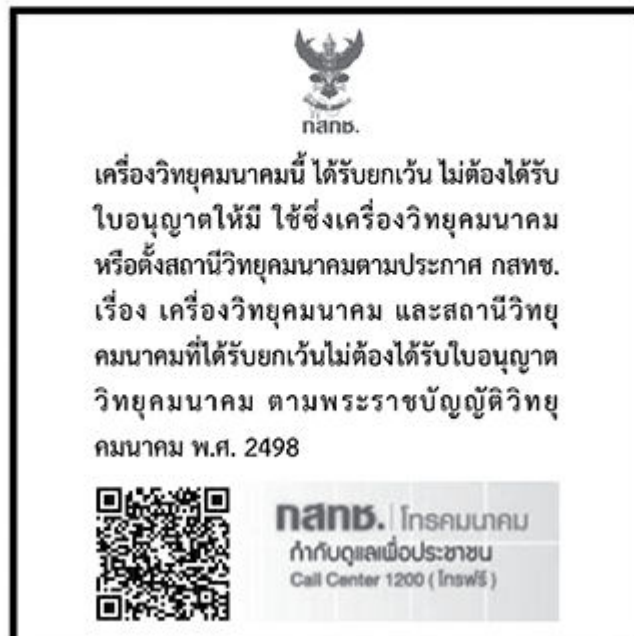 กสทช.
เครื่องวิทยุคมนาคมนี้ ได้รับยกเว้น ไม่ต้องได้รับ
ใบอนุญาตให้มี ใช้ซึ่งเครื่องวิทยุคมนาคม
หรือตั้งสถานีวิทยุคมนาคมตามประกาศ กสทช.
เรื่อง เครื่องวิทยุคมนาคม และสถานีวิทยุ
คมนาคมที่ได้รับยกเว้นไม่ต้องได้รับใบอนุญาต
วิทยุคมนาคม ตามพระราชบัญญัติวิทยุ
คมนาคม พ.ศ. 2498
กสทช. | โทรคมนาคม
กำกับดูแลเพื่อประชาชน
Call Center 1200 ( โทรฟรี )